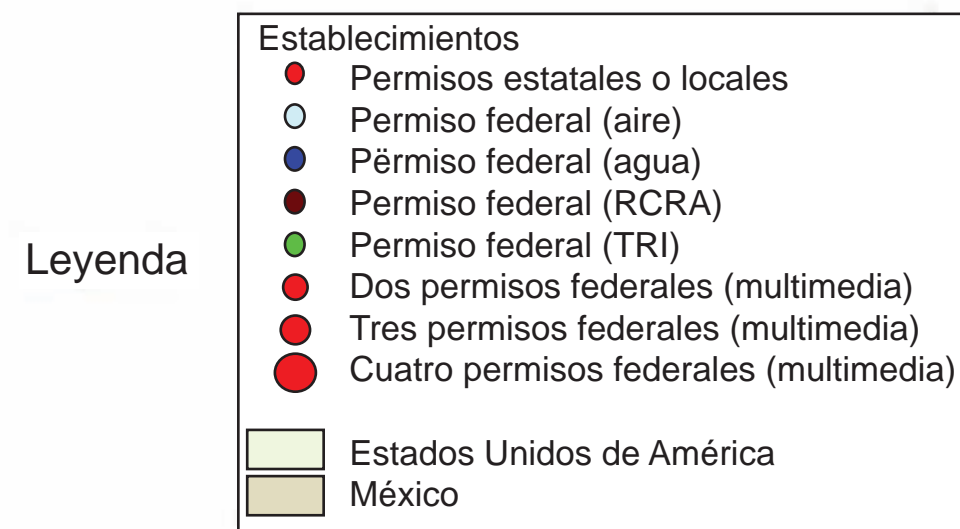 Leyenda
Establecimientos
Permisos estatales o locales
Permiso federal (aire)
Përmiso federal (agua)
Permiso federal (RCRA)
Permiso federal (TRI)
Dos permisos federales (multimedia)
Tres permisos federales (multimedia)
Cuatro permisos federales (multimedia)
Estados Unidos de América
México